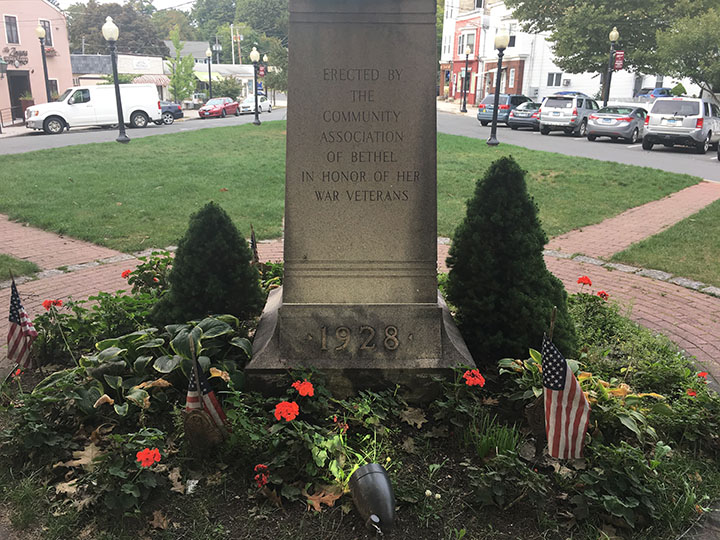 ERECTED BY
THE
COMMUNITY
ASSOCIATION
OF BETHEL
IN HONOR OF HER
WAR VETERANS
·1928·